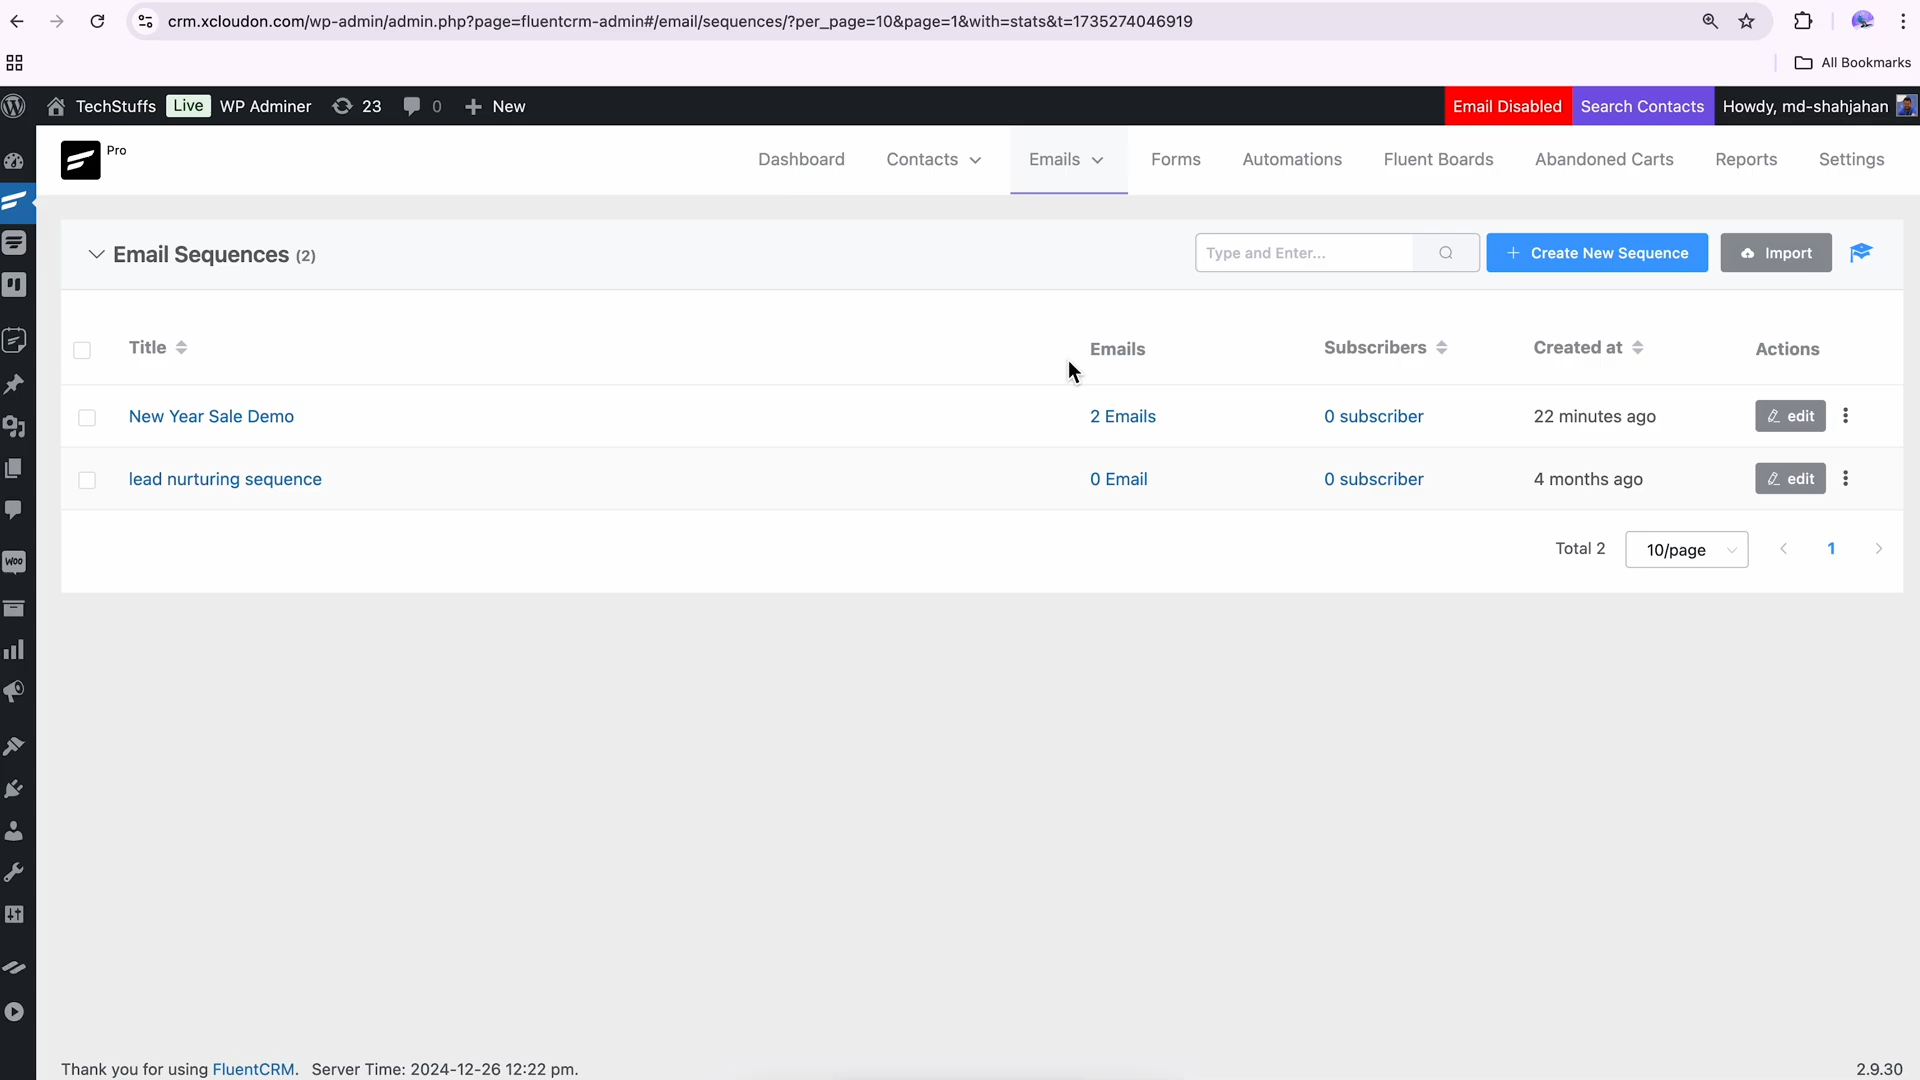 crm.xcloudon.com/wp-admin/admin.php?page=fluentcrm-admin#/email/sequences/?per_page=10&page=1&with=stats&t=1735274046919
All Bookmarks
TechStuffs Live WP Adminer 23 0 New Email Disabled Search Contacts Howdy, md-shahjahan
Pro Dashboard Contacts Emails Forms Automations Fluent Boards Abandoned Carts Reports Settings
Email Sequences (2) Type and Enter... + Create New Sequence Import
Title Emails Subscribers Created at Actions
New Year Sale Demo 2 Emails 0 subscriber 22 minutes ago edit
lead nurturing sequence 0 Email 0 subscriber 4 months ago edit
Total 2 10/page 1
Woo
Thank you for using FluentCRM. Server Time: 2024-12-26 12:22 pm. 2.9.30